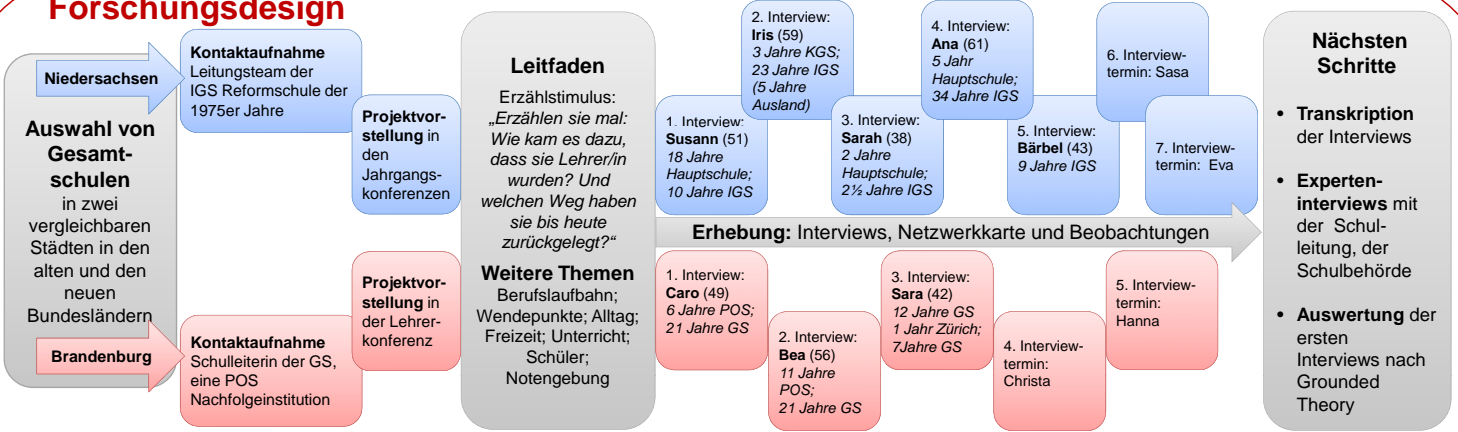 Forschungsdesign
Auswahl von
Gesamt-
schulen
in zwei
vergleichbaren
Städten in den
alten und den
neuen
Bundesländern
Niedersachsen
Kontaktaufnahme
Leitungsteam der
IGS Reformschule der
1975er Jahre
Projektvor-
stellung in
den
Jahrgangs-
konferenzen
Brandenburg
Kontaktaufnahme
Schulleiterin der GS,
eine POS
Nachfolgeinstitution
Projektvor-
stellung in
der Lehrer-
konferenz
Leitfaden
Erzählstimulus:
„Erzählen sie mal:
Wie kam es dazu,
dass sie Lehrer/in
wurden? Und
welchen Weg haben
sie bis heute
zurückgelegt?“
Weitere Themen
Berufslaufbahn;
Wendepunkte; Alltag;
Freizeit; Unterricht;
Schüler;
Notengebung
1. Interview:
Susann (51)
18 Jahre
Hauptschule;
10 Jahre IGS
2. Interview:
Iris (59)
3 Jahre KGS;
23 Jahre IGS
(5 Jahre
Ausland)
3. Interview:
Sarah (38)
2 Jahre
Hauptschule;
2½ Jahre IGS
4. Interview:
Ana (61)
5 Jahr
Hauptschule;
34 Jahre IGS
5. Interview:
Bärbel (43)
9 Jahre IGS
6. Interview-
termin: Sasa
7. Interview-
termin: Eva
Erhebung: Interviews, Netzwerkkarte und Beobachtungen
1. Interview:
Caro (49)
6 Jahre POS;
21 Jahre GS
2. Interview:
Bea (56)
11 Jahre
POS;
21 Jahre GS
3. Interview:
Sara (42)
12 Jahre GS
1 Jahr Zürich;
7Jahre GS
4. Interview-
termin:
Christa
5. Interview-
termin:
Hanna
Nächsten
Schritte
• Transkription
der Interviews
• Experten-
interviews mit
der Schul-
leitung, der
Schulbehörde
• Auswertung der
ersten
Interviews nach
Grounded
Theory